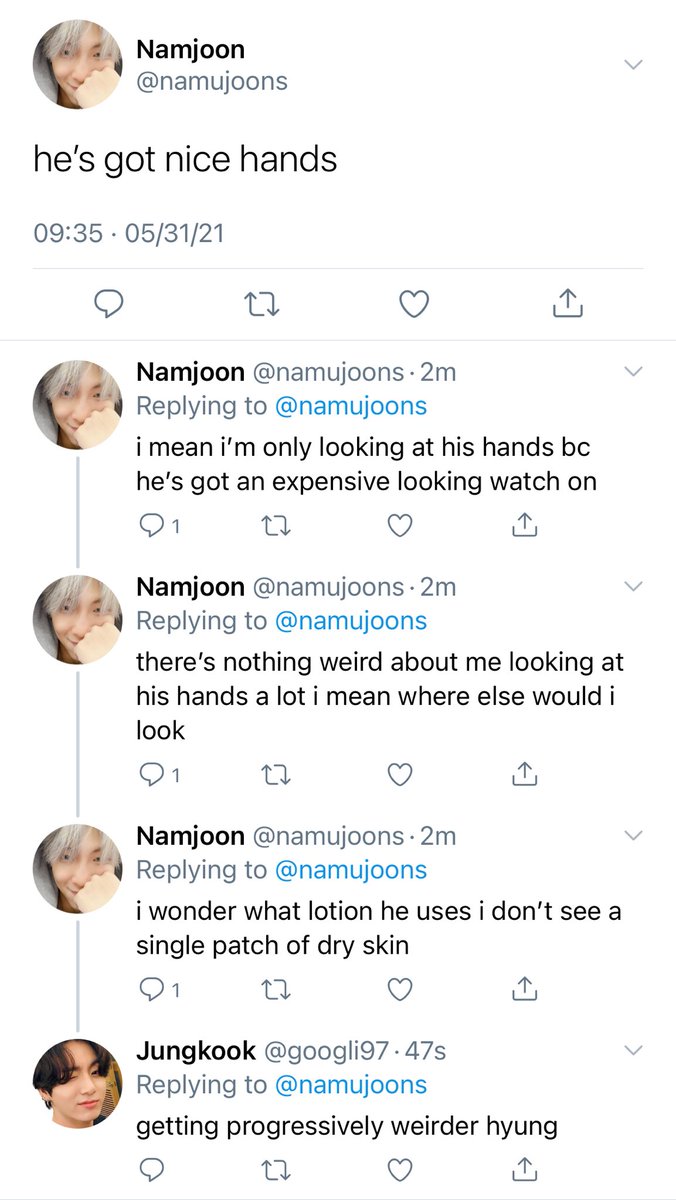 Namjoon
@namujoons
he’s got nice hands
09:35 · 05/31/21
Namjoon @namujoons · 2m
Replying to @namujoons
i mean i’m only looking at his hands bc
he’s got an expensive looking watch on
1
Namjoon @namujoons · 2m
Replying to @namujoons
there’s nothing weird about me looking at
his hands a lot i mean where else would i
look
1
Namjoon @namujoons · 2m
Replying to @namujoons
i wonder what lotion he uses i don’t see a
single patch of dry skin
1
Jungkook @googli97 · 47s
Replying to @namujoons
getting progressively weirder hyung